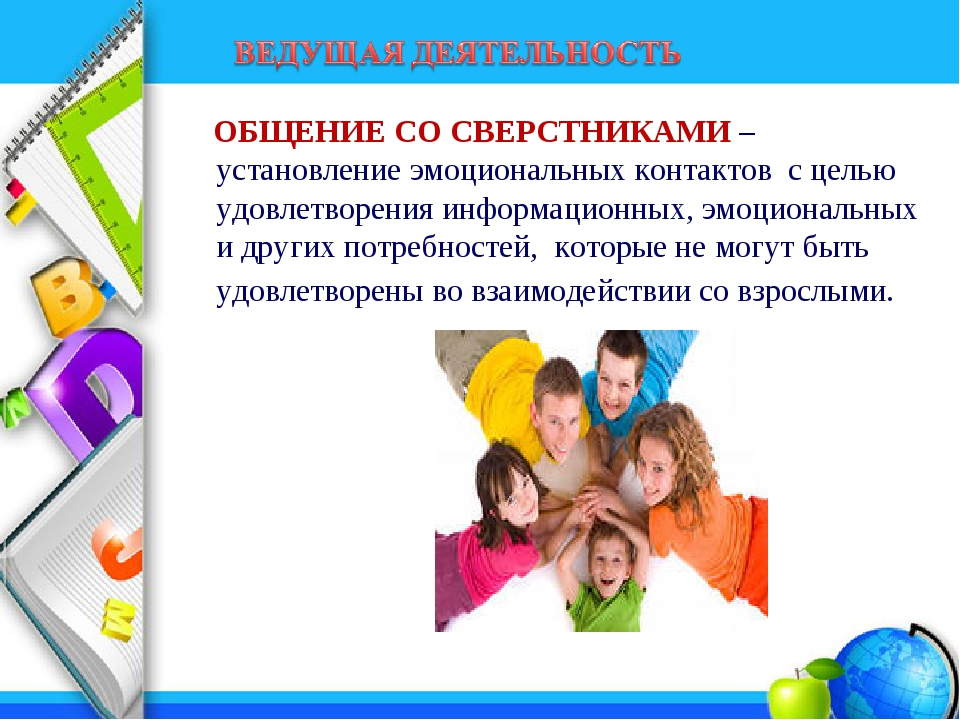 ВЕДУЩАЯ ДЕЯТЕЛЬНОСТЬ
ОБЩЕНИЕ СО СВЕРСТНИКАМИ –
установление эмоциональных контактов с целью
удовлетворения информационных, эмоциональных
и других потребностей, которые не могут быть
удовлетворены во взаимодействии со взрослыми.
B
D
N
J
M